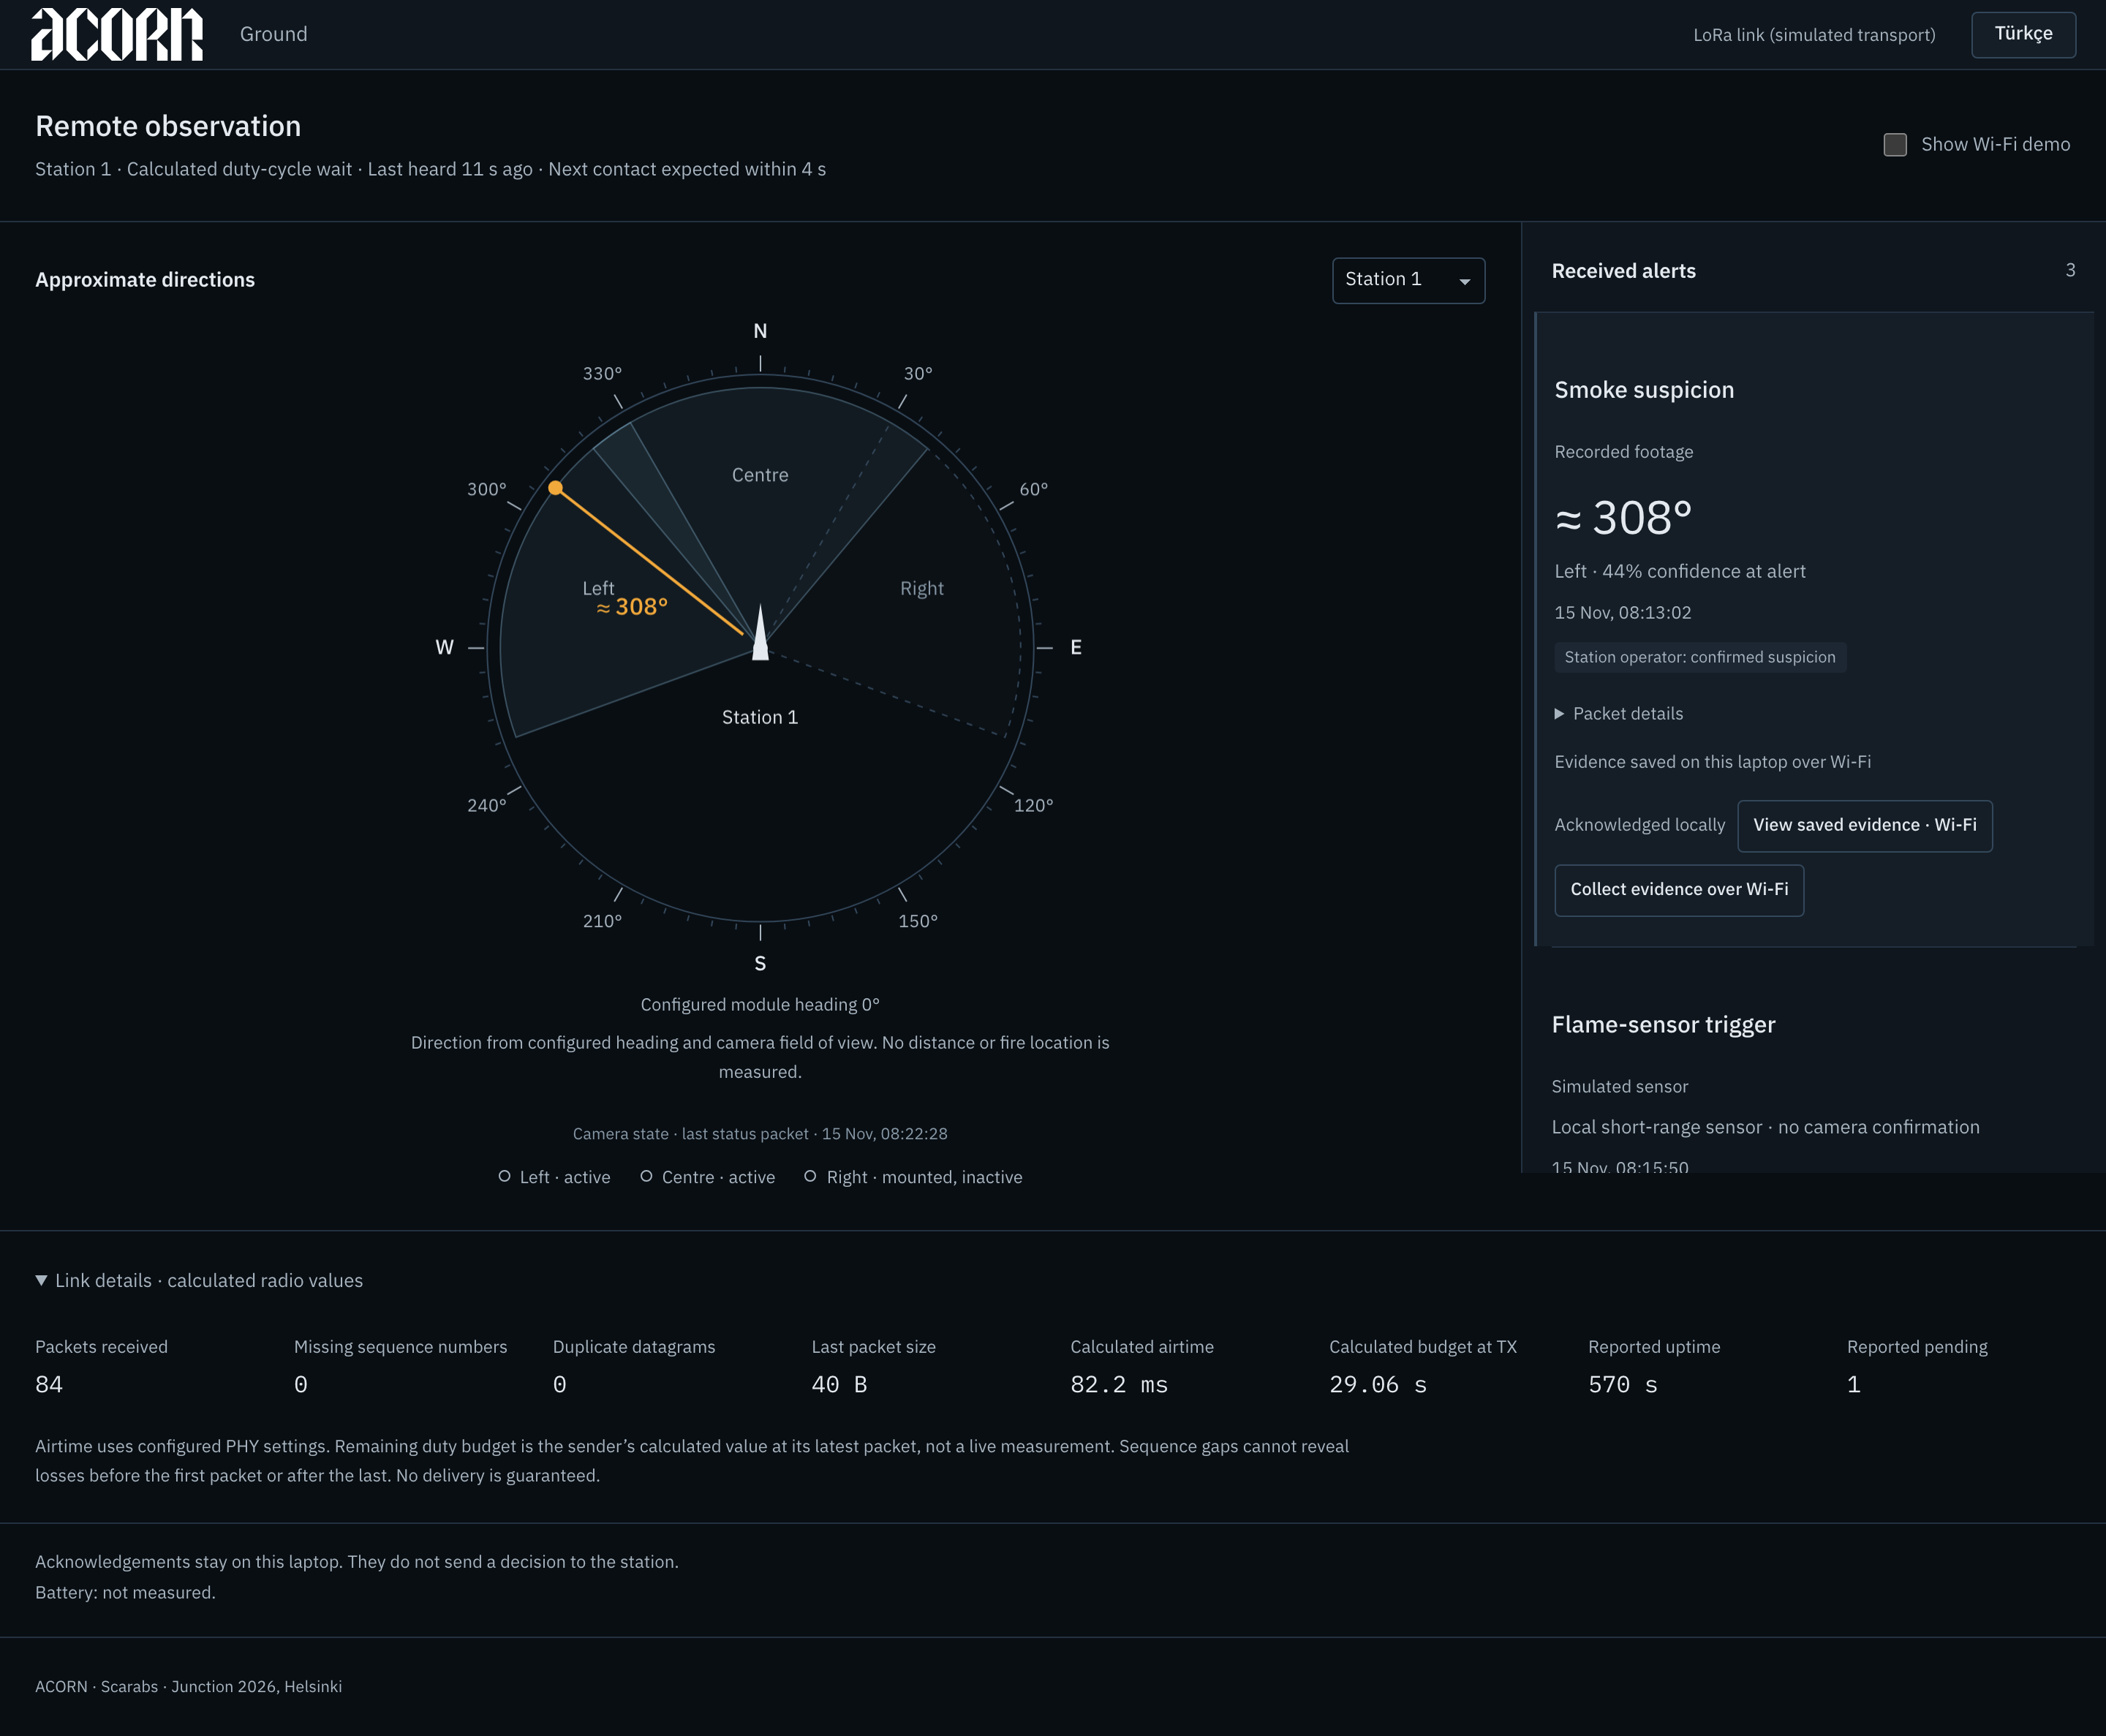 acorn
Ground
LoRa link (simulated transport)
Türkçe
Remote observation
Station 1 · Calculated duty-cycle wait · Last heard 11 s ago · Next contact expected within 4 s
Show Wi-Fi demo
Approximate directions
Station 1
N
330°
30°
300°
60°
Centre
Left
Right
≈ 308°
W
E
Station 1
240°
120°
210°
150°
S
Configured module heading 0°
Direction from configured heading and camera field of view. No distance or fire location is
measured.
Camera state · last status packet · 15 Nov, 08:22:28
Left · active
Centre · active
Right · mounted, inactive
Received alerts
3
Smoke suspicion
Recorded footage
≈ 308°
Left · 44% confidence at alert
15 Nov, 08:13:02
Station operator: confirmed suspicion
Packet details
Evidence saved on this laptop over Wi-Fi
Acknowledged locally
View saved evidence · Wi-Fi
Collect evidence over Wi-Fi
Flame-sensor trigger
Simulated sensor
Local short-range sensor · no camera confirmation
15 Nov, 08:15:50
Link details · calculated radio values
Packets received
84
Missing sequence numbers
0
Duplicate datagrams
0
Last packet size
40 B
Calculated airtime
82.2 ms
Calculated budget at TX
29.06 s
Reported uptime
570 s
Reported pending
1
Airtime uses configured PHY settings. Remaining duty budget is the sender’s calculated value at its latest packet, not a live measurement. Sequence gaps cannot reveal
losses before the first packet or after the last. No delivery is guaranteed.
Acknowledgements stay on this laptop. They do not send a decision to the station.
Battery: not measured.
ACORN · Scarabs · Junction 2026, Helsinki